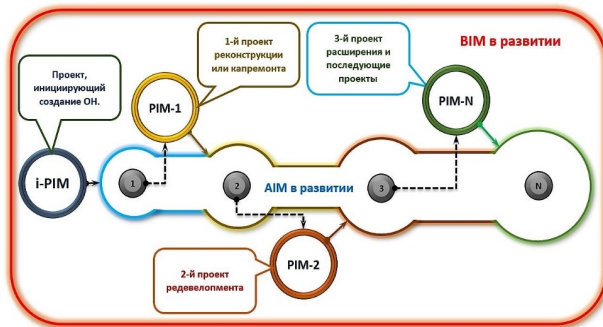 BIM в развитии
1-й проект
реконструкции
или капремонта
3-й проект
расширения и
последующие
проекты
Проект,
инициирующий
создание ОН.
PIM-1
PIM-N
i-PIM
1
2
AIM в развитии
3
N
2-й проект
редевелопмента
PIM-2